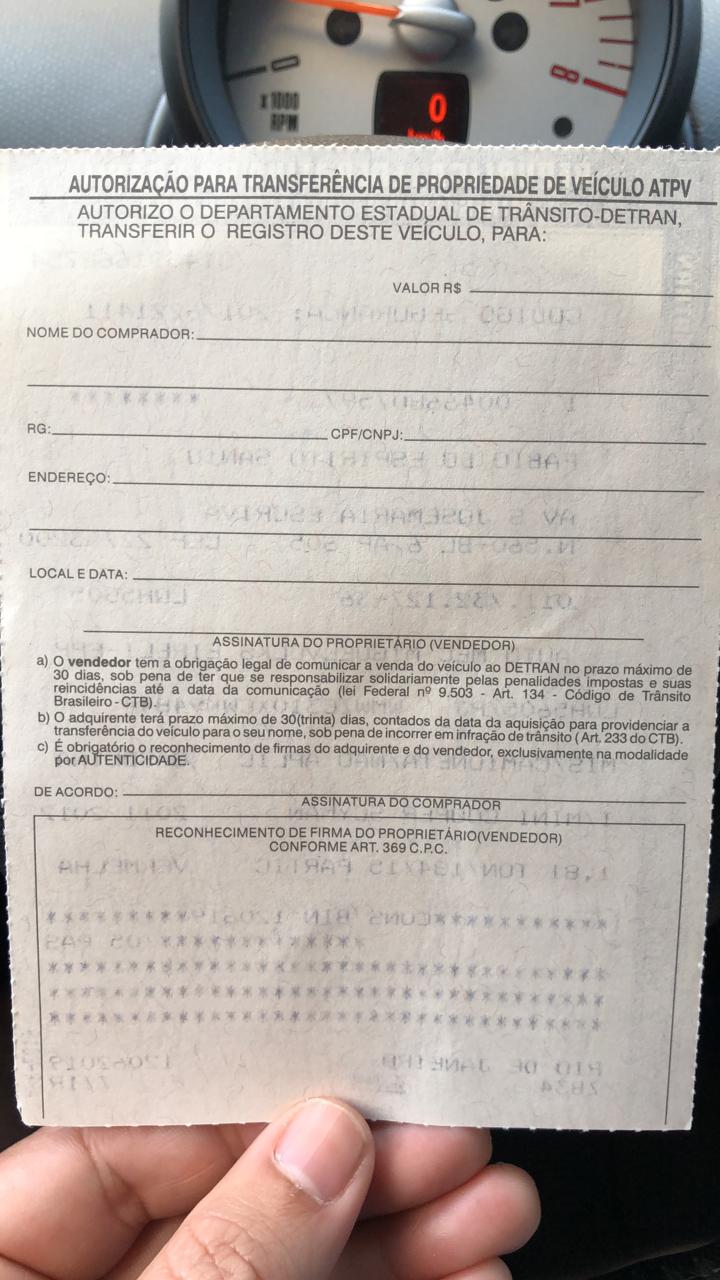 0
x1000
RPM
0
km/h
8
AUTORIZAÇÃO PARA TRANSFERÊNCIA DE PROPRIEDADE DE VEÍCULO ATPV
AUTORIZO O DEPARTAMENTO ESTADUAL DE TRÂNSITO-DETRAN,
TRANSFERIR O REGISTRO DESTE VEÍCULO, PARA:
VALOR R$
NOME DO COMPRADOR:
RG: CPF/CNPJ:
ENDEREÇO:
LOCAL E DATA:
ASSINATURA DO PROPRIETÁRIO (VENDEDOR)
a) O vendedor tem a obrigação legal de comunicar a venda do veículo ao DETRAN no prazo máximo de
30 dias, sob pena de ter que se responsabilizar solidariamente pelas penalidades impostas e suas
reincidências até a data da comunicação (lei Federal nº 9.503 - Art. 134 - Código de Trânsito
Brasileiro - CTB).
b) O adquirente terá prazo máximo de 30(trinta) dias, contados da data da aquisição para providenciar a
transferência do veículo para o seu nome, sob pena de incorrer em infração de trânsito ( Art. 233 do CTB).
c) É obrigatório o reconhecimento de firmas do adquirente e do vendedor, exclusivamente na modalidade
por AUTENTICIDADE.
DE ACORDO:
ASSINATURA DO COMPRADOR
RECONHECIMENTO DE FIRMA DO PROPRIETÁRIO(VENDEDOR)
CONFORME ART. 369 C.P.C.